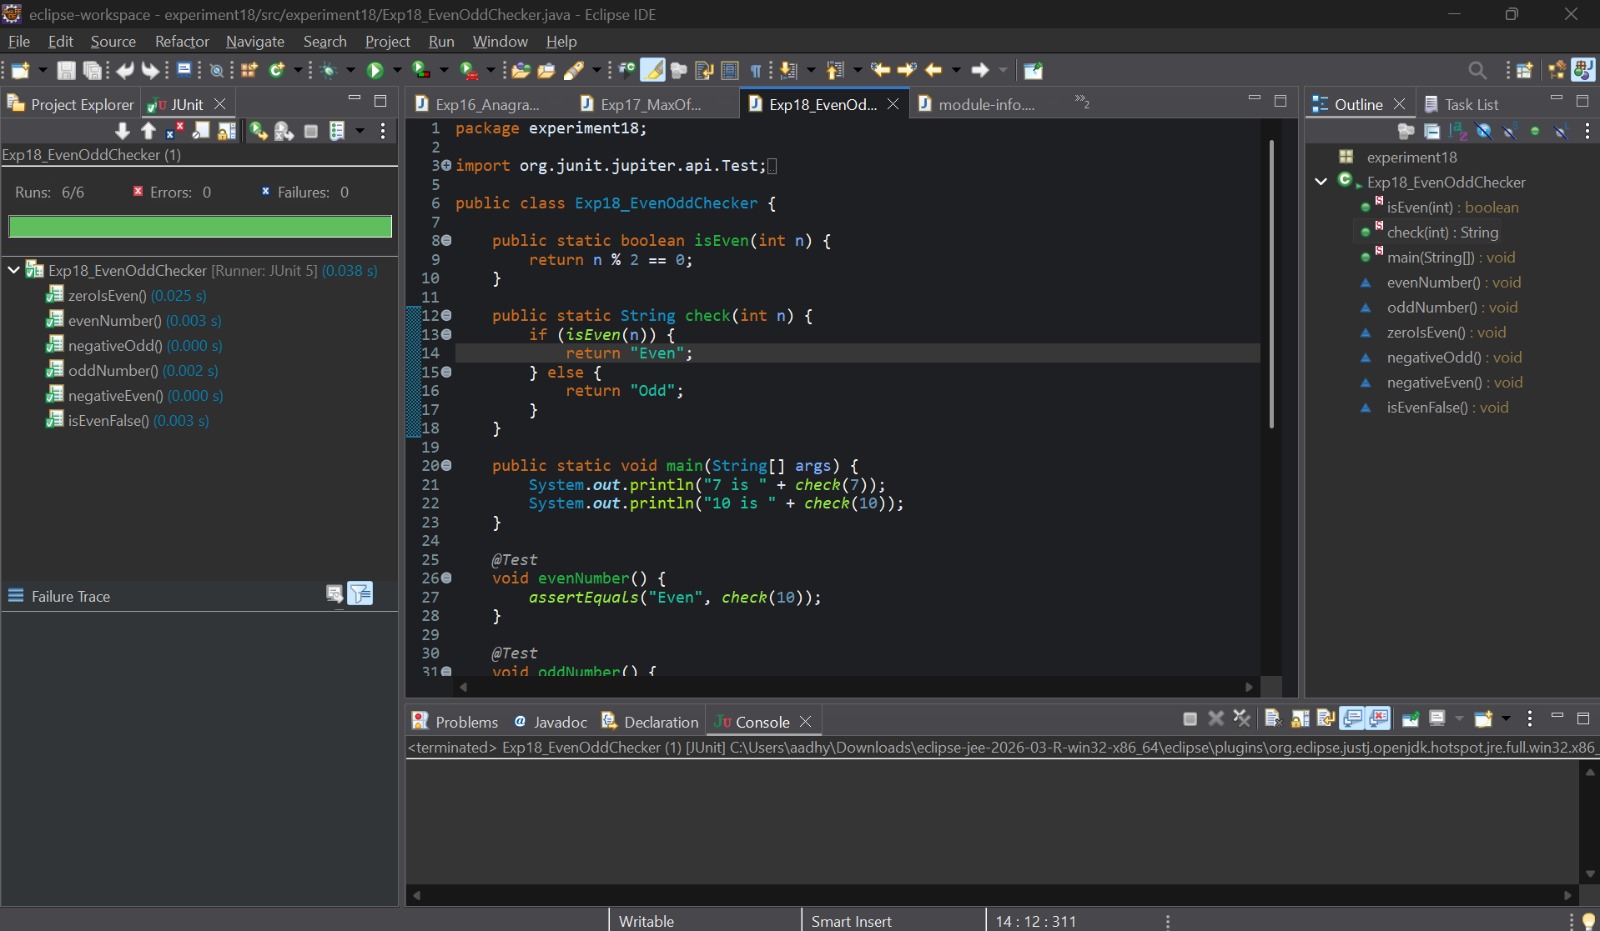 eclipse-workspace - experiment18/src/experiment18/Exp18_EvenOddChecker.java - Eclipse IDE
File Edit Source Refactor Navigate Search Project Run Window Help
Project Explorer JUnit
Exp18_EvenOddChecker (1)
Runs: 6/6 Errors: 0 Failures: 0
Exp18_EvenOddChecker [Runner: JUnit 5] (0.038 s)
zeroIsEven() (0.025 s)
evenNumber() (0.003 s)
negativeOdd() (0.000 s)
oddNumber() (0.002 s)
negativeEven() (0.000 s)
isEvenFalse() (0.003 s)
Failure Trace
Exp16_Anagra... Exp17_MaxOf... Exp18_EvenOd... module-info.... »2
1 package experiment18;
2
3 import org.junit.jupiter.api.Test;
5
6 public class Exp18_EvenOddChecker {
7
8 public static boolean isEven(int n) {
9 return n % 2 == 0;
10 }
11
12 public static String check(int n) {
13 if (isEven(n)) {
14 return "Even";
15 } else {
16 return "Odd";
17 }
18 }
19
20 public static void main(String[] args) {
21 System.out.println("7 is " + check(7));
22 System.out.println("10 is " + check(10));
23 }
24
25 @Test
26 void evenNumber() {
27 assertEquals("Even", check(10));
28 }
29
30 @Test
31 void oddNumber() {
Outline Task List
experiment18
Exp18_EvenOddChecker
isEven(int) : boolean
check(int) : String
main(String[]) : void
evenNumber() : void
oddNumber() : void
zeroIsEven() : void
negativeOdd() : void
negativeEven() : void
isEvenFalse() : void
Problems Javadoc Declaration Console
<terminated> Exp18_EvenOddChecker (1) [JUnit] C:\Users\aadhy\Downloads\eclipse-jee-2026-03-R-win32-x86_64\eclipse\plugins\org.eclipse.justj.openjdk.hotspot.jre.full.win32.x86_
Writable Smart Insert 14 : 12 : 311